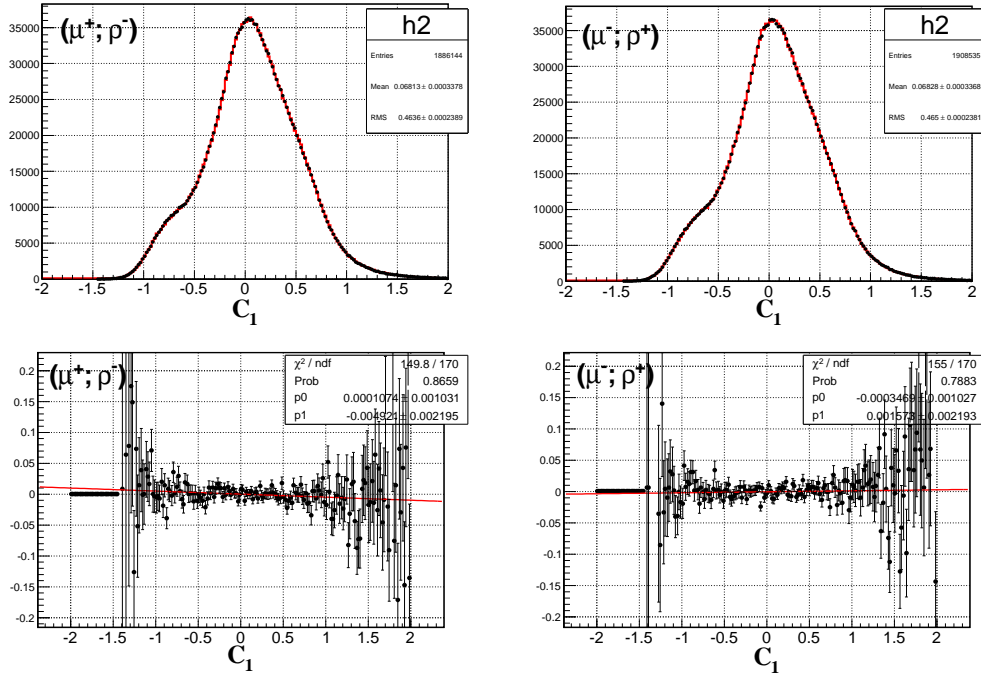 (μ⁺; ρ⁻)
h2
Entries 1886144
Mean 0.06813 ± 0.0003378
RMS 0.4636 ± 0.0002389
35000
30000
25000
20000
15000
10000
5000
0
-2 -1.5 -1 -0.5 0 0.5 1 1.5 2
C₁
(μ⁻; ρ⁺)
h2
Entries 1908535
Mean 0.06828 ± 0.0003368
RMS 0.465 ± 0.0002381
35000
30000
25000
20000
15000
10000
5000
0
-2 -1.5 -1 -0.5 0 0.5 1 1.5 2
C₁
(μ⁺; ρ⁻)
χ² / ndf 149.8 / 170
Prob 0.8659
p0 0.0001074 ± 0.001031
p1 -0.004921 ± 0.002195
0.2
0.15
0.1
0.05
0
-0.05
-0.1
-0.15
-0.2
-2 -1.5 -1 -0.5 0 0.5 1 1.5 2
C₁
(μ⁻; ρ⁺)
χ² / ndf 155 / 170
Prob 0.7883
p0 -0.0003469 ± 0.001027
p1 0.001573 ± 0.002193
0.2
0.15
0.1
0.05
0
-0.05
-0.1
-0.15
-0.2
-2 -1.5 -1 -0.5 0 0.5 1 1.5 2
C₁